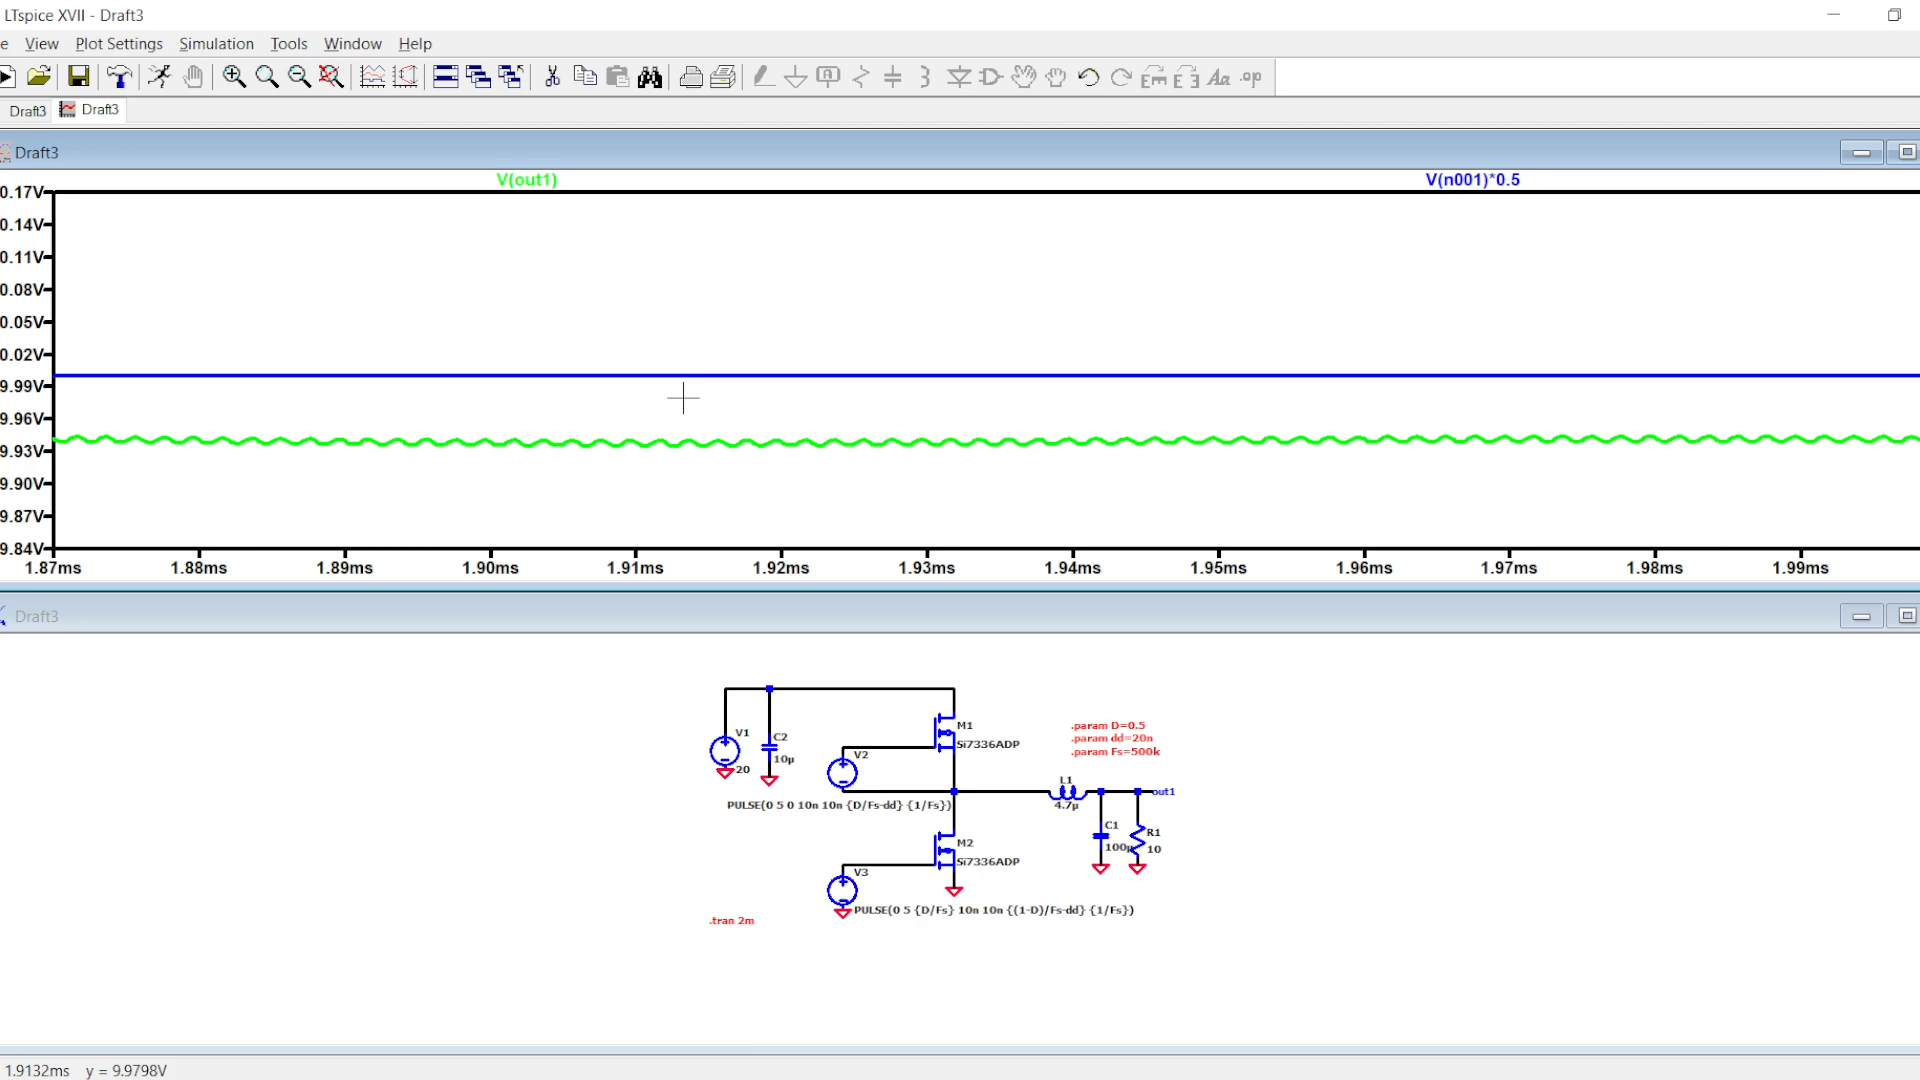 LTspice XVII - Draft3
e View Plot Settings Simulation Tools Window Help
Draft3 Draft3
Draft3
V(out1) V(n001)*0.5
0.17V
0.14V
0.11V
0.08V
0.05V
0.02V
9.99V
9.96V
9.93V
9.90V
9.87V
9.84V
1.87ms 1.88ms 1.89ms 1.90ms 1.91ms 1.92ms 1.93ms 1.94ms 1.95ms 1.96ms 1.97ms 1.98ms 1.99ms
Draft3
M1
Si7336ADP
.param D=0.5
.param dd=20n
.param Fs=500k
V1
20
C2
10µ
V2
PULSE(0 5 0 10n 10n {D/Fs-dd} {1/Fs})
L1
4.7µ
out1
C1
100µ
R1
10
M2
Si7336ADP
V3
PULSE(0 5 {D/Fs} 10n 10n {(1-D)/Fs-dd} {1/Fs})
.tran 2m
1.9132ms y = 9.9798V